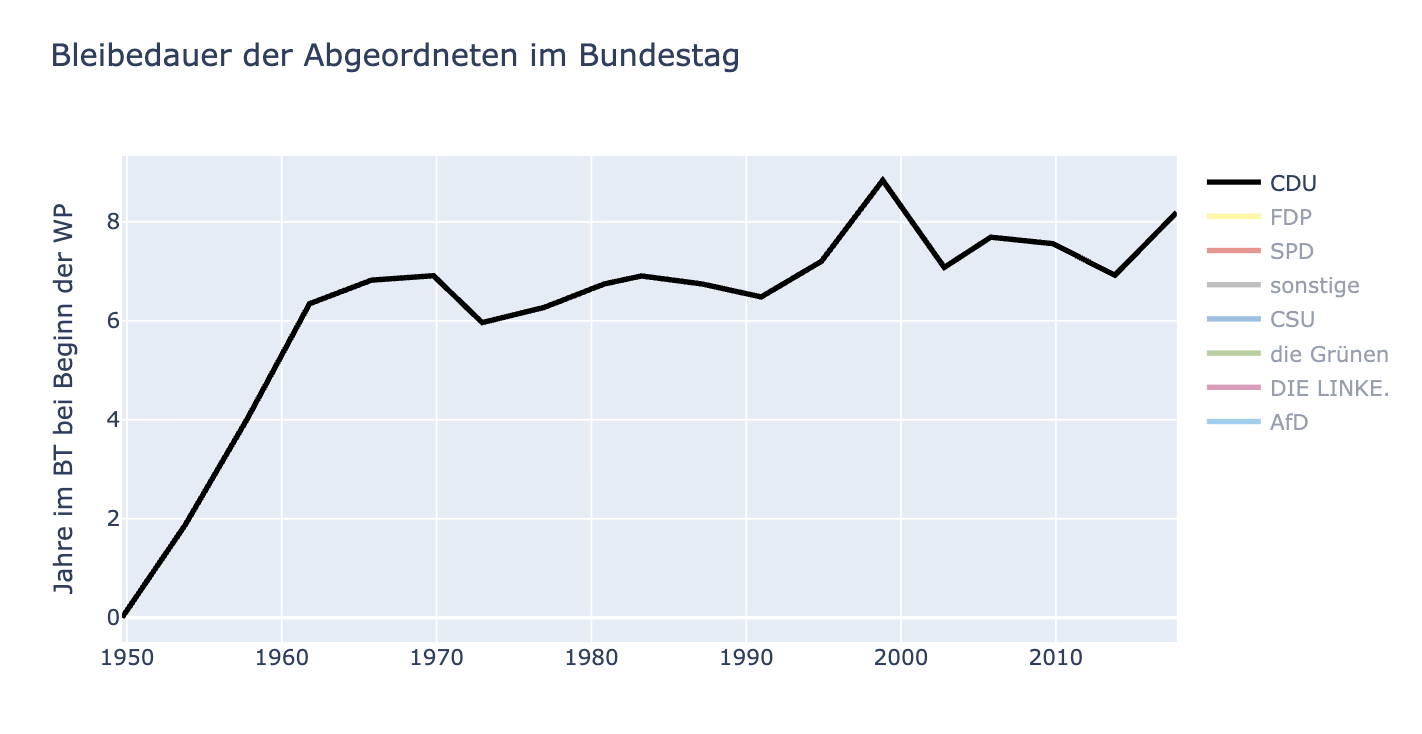 Bleibedauer der Abgeordneten im Bundestag
Jahre im BT bei Beginn der WP
8
6
4
2
0
1950
1960
1970
1980
1990
2000
2010
CDU
FDP
SPD
sonstige
CSU
die Grünen
DIE LINKE.
AfD